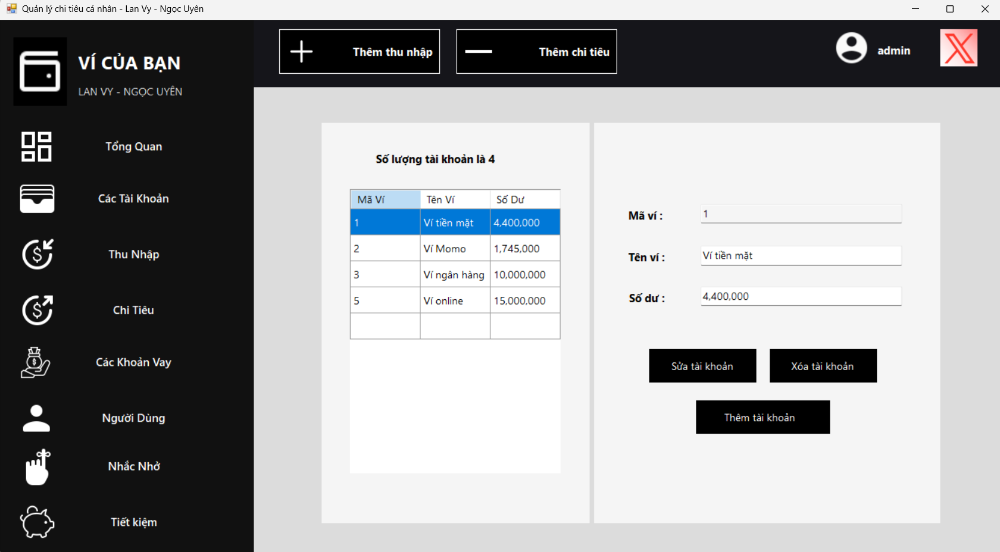 Quản lý chi tiêu cá nhân - Lan Vy - Ngọc Uyên
VÍ CỦA BẠN
LAN VY - NGỌC UYÊN
Tổng Quan
Các Tài Khoản
Thu Nhập
Chi Tiêu
Các Khoản Vay
Người Dùng
Nhắc Nhở
Tiết kiệm
Thêm thu nhập
Thêm chi tiêu
admin
Số lượng tài khoản là 4
Mã Ví Tên Ví Số Dư
1 Ví tiền mặt 4,400,000
2 Ví Momo 1,745,000
3 Ví ngân hàng 10,000,000
5 Ví online 15,000,000
Mã ví : 1
Tên ví : Ví tiền mặt
Số dư : 4,400,000
Sửa tài khoản
Xóa tài khoản
Thêm tài khoản